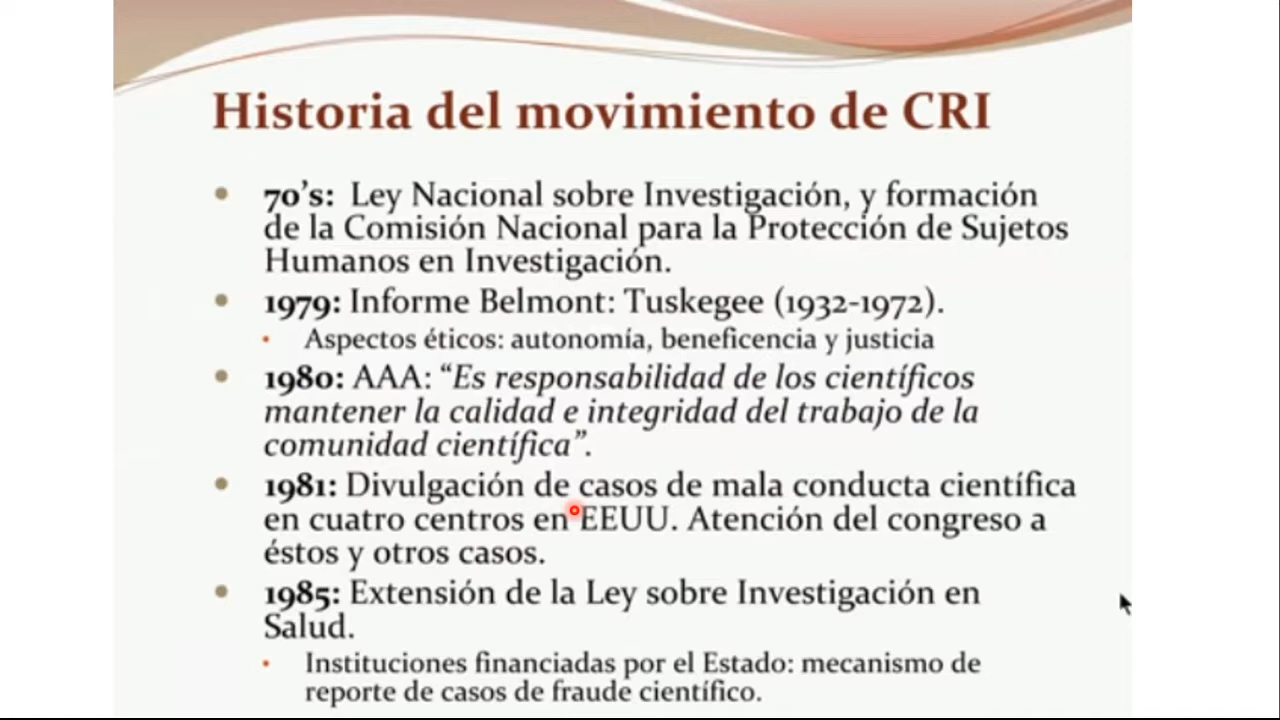 Historia del movimiento de CRI
• 70's: Ley Nacional sobre Investigación, y formación
de la Comisión Nacional para la Protección de Sujetos
Humanos en Investigación.
• 1979: Informe Belmont: Tuskegee (1932-1972).
• Aspectos éticos: autonomía, beneficencia y justicia
• 1980: AAA: “Es responsabilidad de los científicos
mantener la calidad e integridad del trabajo de la
comunidad científica”.
• 1981: Divulgación de casos de mala conducta científica
en cuatro centros en EEUU. Atención del congreso a
éstos y otros casos.
• 1985: Extensión de la Ley sobre Investigación en
Salud.
• Instituciones financiadas por el Estado: mecanismo de
reporte de casos de fraude científico.